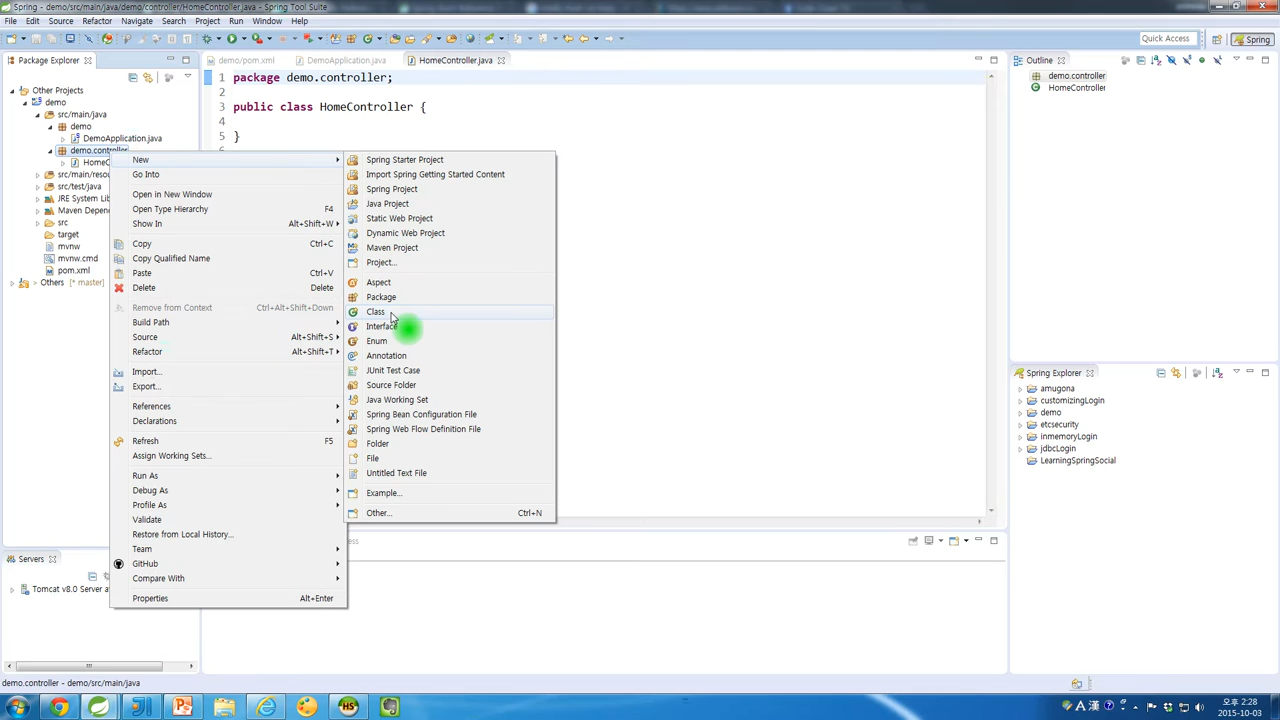 Spring - demo/src/main/java/demo/controller/HomeController.java - Spring Tool Suite
File Edit Source Refactor Navigate Search Project Run Window Help
Quick Access
Spring
Package Explorer
demo/pom.xml
DemoApplication.java
HomeController.java
Outline
Other Projects
demo
src/main/java
demo
DemoApplication.java
demo.controller
HomeC
src/main/resou
src/test/java
JRE System Lib
Maven Depend
src
target
mvnw
mvnw.cmd
pom.xml
Others [* master]
1 package demo.controller;
2
3 public class HomeController {
4
5 }
demo.controller
HomeController
New
Go Into
Open in New Window
Open Type Hierarchy F4
Show In Alt+Shift+W
Copy Ctrl+C
Copy Qualified Name
Paste Ctrl+V
Delete Delete
Remove from Context Ctrl+Alt+Shift+Down
Build Path
Source Alt+Shift+S
Refactor Alt+Shift+T
Import...
Export...
References
Declarations
Refresh F5
Assign Working Sets...
Run As
Debug As
Profile As
Validate
Restore from Local History...
Team
GitHub
Compare With
Properties Alt+Enter
Spring Starter Project
Import Spring Getting Started Content
Spring Project
Java Project
Static Web Project
Dynamic Web Project
Maven Project
Project...
Aspect
Package
Class
Interface
Enum
Annotation
JUnit Test Case
Source Folder
Java Working Set
Spring Bean Configuration File
Spring Web Flow Definition File
Folder
File
Untitled Text File
Example...
Other... Ctrl+N
Spring Explorer
amugona
customizingLogin
demo
etcsecurity
inmemoryLogin
jdbcLogin
LearningSpringSocial
Servers
Tomcat v8.0 Server a
ess
demo.controller - demo/src/main/java
A 漢
오후 2:28
2015-10-03